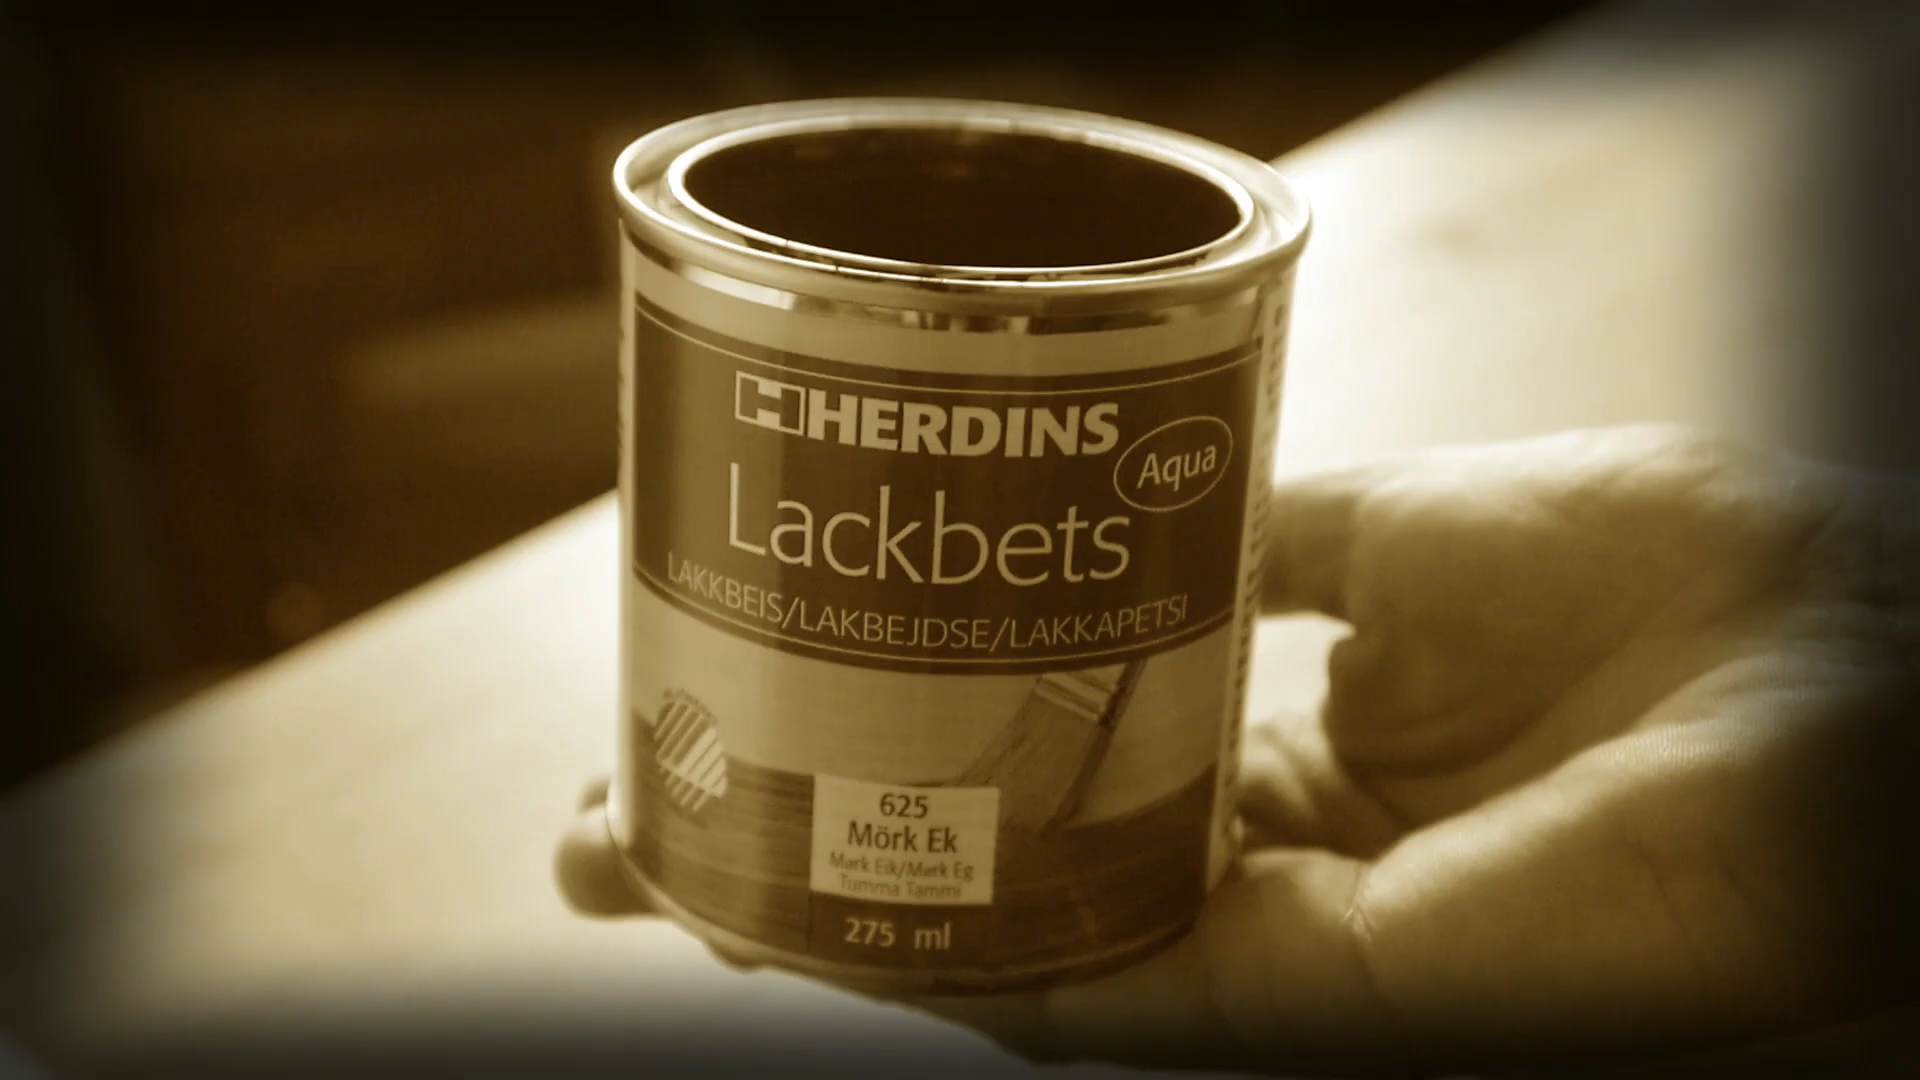 HERDINS
Aqua
Lackbets
LAKKBEIS/LAKBEJDSE/LAKKAPETSI
625
Mörk Ek
Mørk Eik/Mørk Eg
Tumma Tammi
275 ml